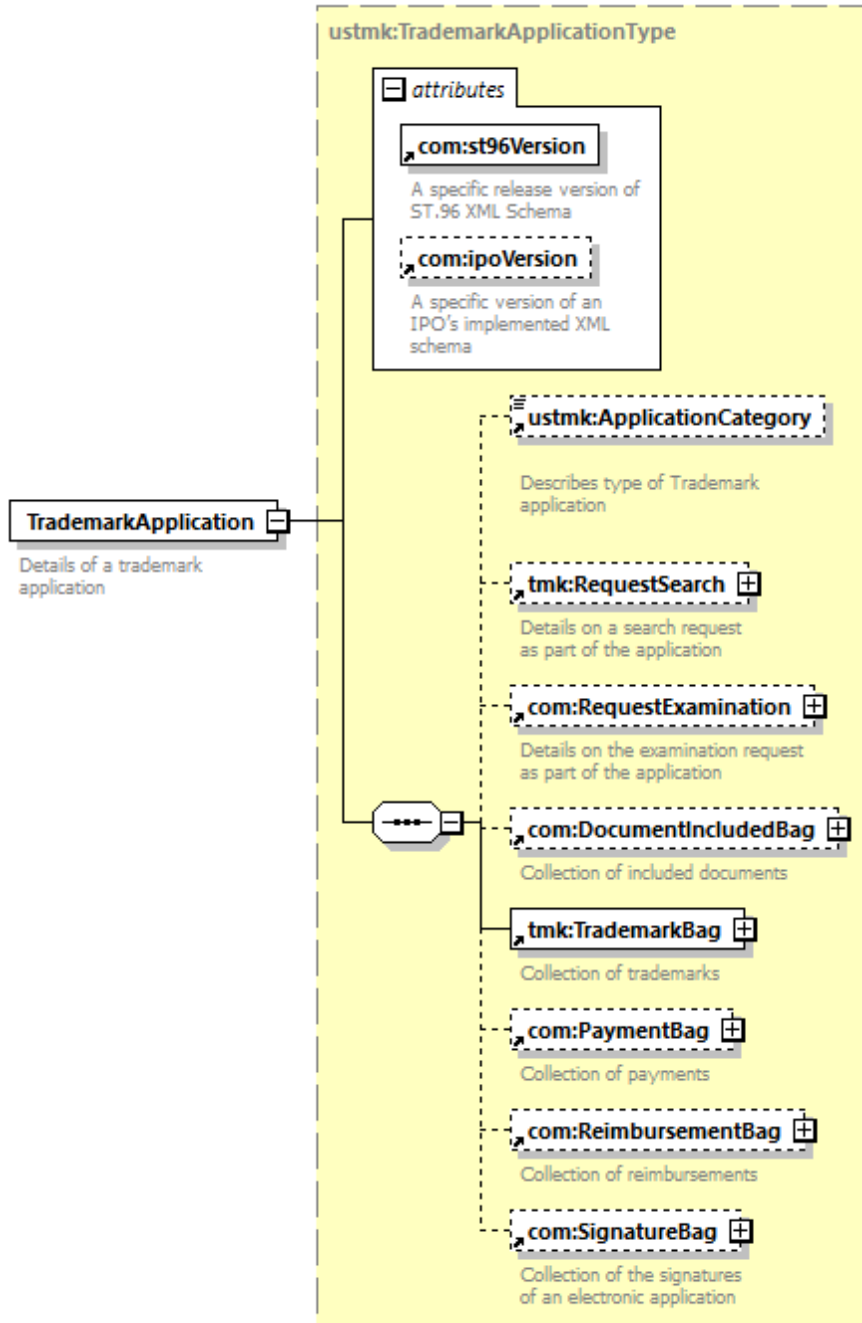 ustmk:TrademarkApplicationType
attributes
com:st96Version
A specific release version of
ST.96 XML Schema
com:ipoVersion
A specific version of an
IPO's implemented XML
schema
ustmk:ApplicationCategory
Describes type of Trademark
application
TrademarkApplication
Details of a trademark
application
tmk:RequestSearch
Details on a search request
as part of the application
com:RequestExamination
Details on the examination request
as part of the application
com:DocumentIncludedBag
Collection of included documents
tmk:TrademarkBag
Collection of trademarks
com:PaymentBag
Collection of payments
com:ReimbursementBag
Collection of reimbursements
com:SignatureBag
Collection of the signatures
of an electronic application